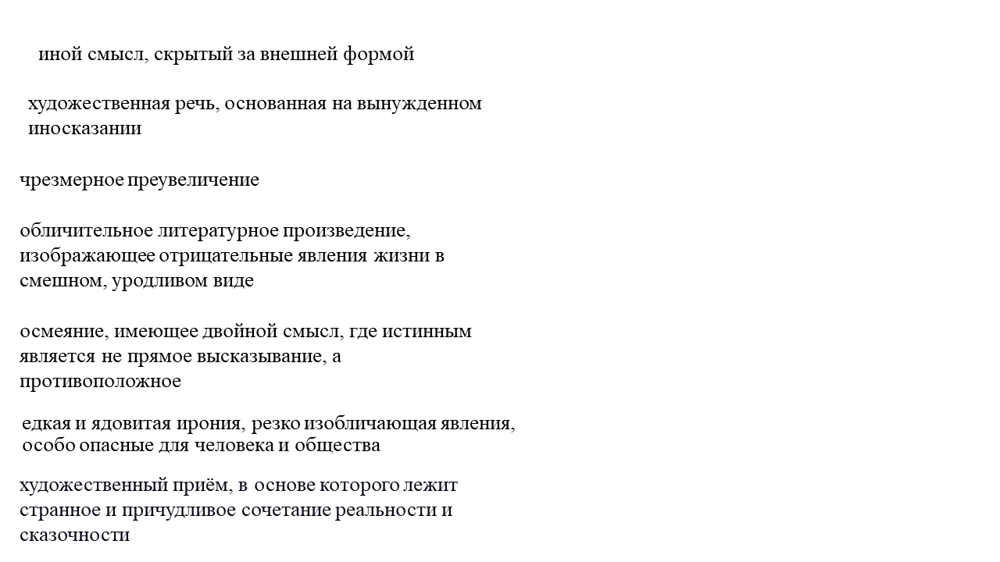 иной смысл, скрытый за внешней формой
художественная речь, основанная на вынужденном
иносказании
чрезмерное преувеличение
обличительное литературное произведение,
изображающее отрицательные явления жизни в
смешном, уродливом виде
осмеяние, имеющее двойной смысл, где истинным
является не прямое высказывание, а
противоположное
едкая и ядовитая ирония, резко изобличающая явления,
особо опасные для человека и общества
художественный приём, в основе которого лежит
странное и причудливое сочетание реальности и
сказочности